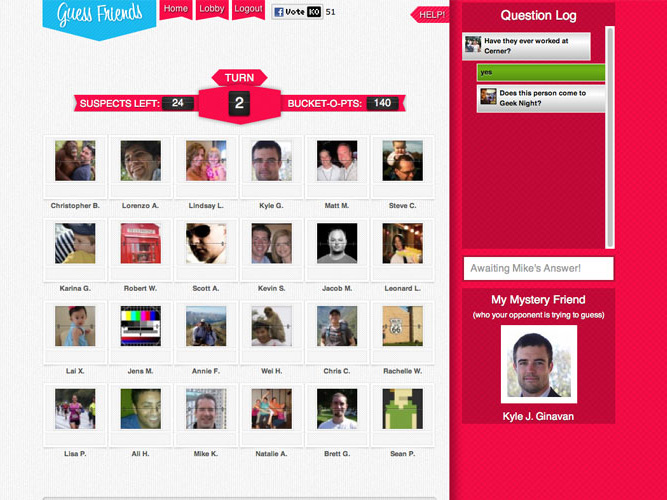 Guess Friends
Home
Lobby
Logout
Vote KO 51
HELP!
TURN
2
SUSPECTS LEFT: 24
BUCKET-O-PTS: 140
Christopher B.
Lorenzo A.
Lindsay L.
Kyle G.
Matt M.
Steve C.
Karina G.
Robert W.
Scott A.
Kevin S.
Jacob M.
Leonard L.
Lai X.
Jens M.
Annie F.
Wei H.
Chris C.
Rachelle W.
Lisa P.
Ali H.
Mike K.
Natalie A.
Brett G.
Sean P.
Question Log
Have they ever worked at
Cerner?
yes
Does this person come to
Geek Night?
Awaiting Mike's Answer!
My Mystery Friend
(who your opponent is trying to guess)
Kyle J. Ginavan